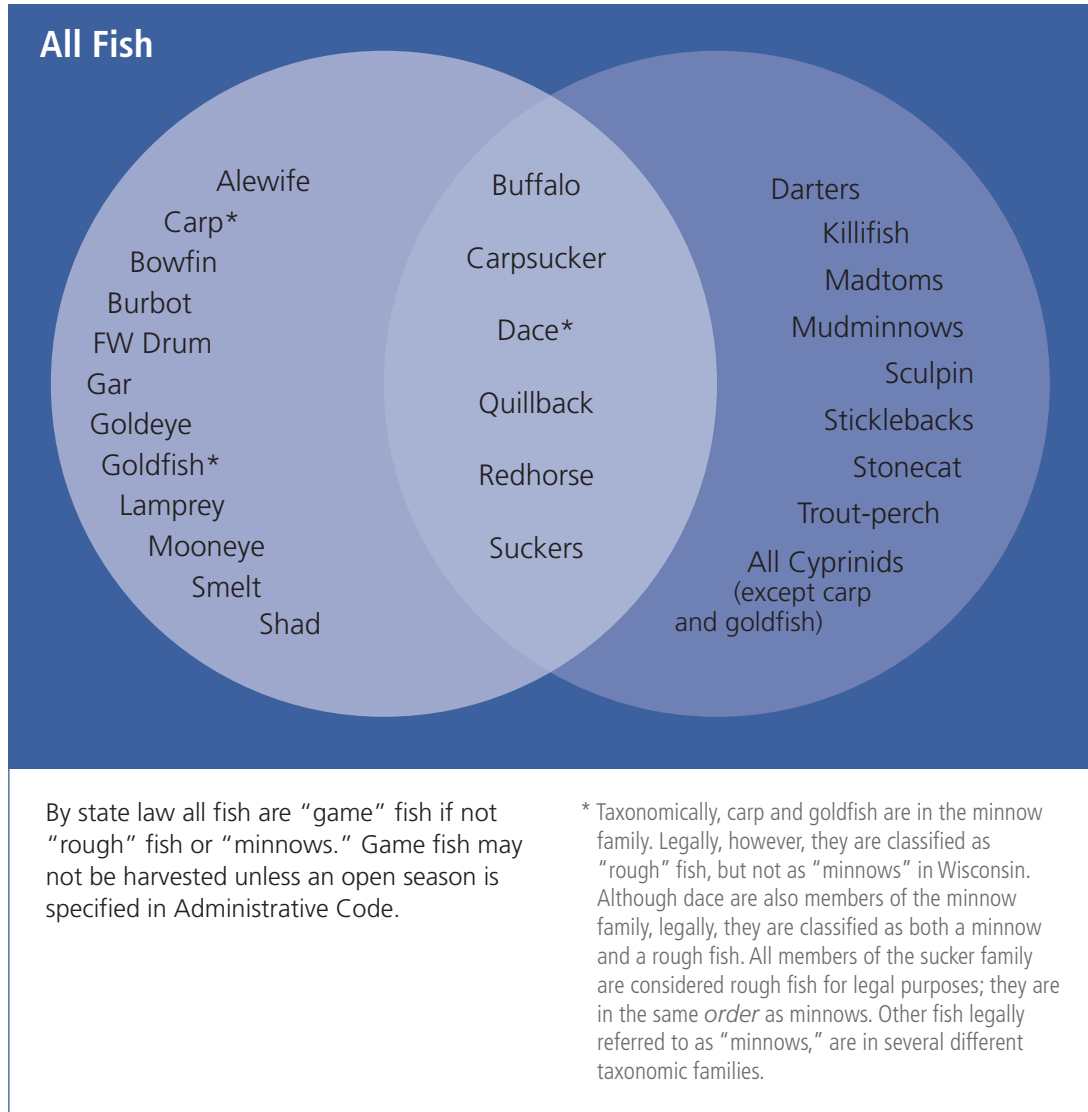 All Fish
Alewife
Carp*
Bowfin
Burbot
FW Drum
Gar
Goldeye
Goldfish*
Lamprey
Mooneye
Smelt
Shad
Buffalo
Carpsucker
Dace*
Quillback
Redhorse
Suckers
Darters
Killifish
Madtoms
Mudminnows
Sculpin
Sticklebacks
Stonecat
Trout-perch
All Cyprinids
(except carp
and goldfish)
By state law all fish are “game” fish if not
“rough” fish or “minnows.” Game fish may
not be harvested unless an open season is
specified in Administrative Code.
* Taxonomically, carp and goldfish are in the minnow
family. Legally, however, they are classified as
“rough” fish, but not as “minnows” in Wisconsin.
Although dace are also members of the minnow
family, legally, they are classified as both a minnow
and a rough fish. All members of the sucker family
are considered rough fish for legal purposes; they are
in the same order as minnows. Other fish legally
referred to as “minnows,” are in several different
taxonomic families.